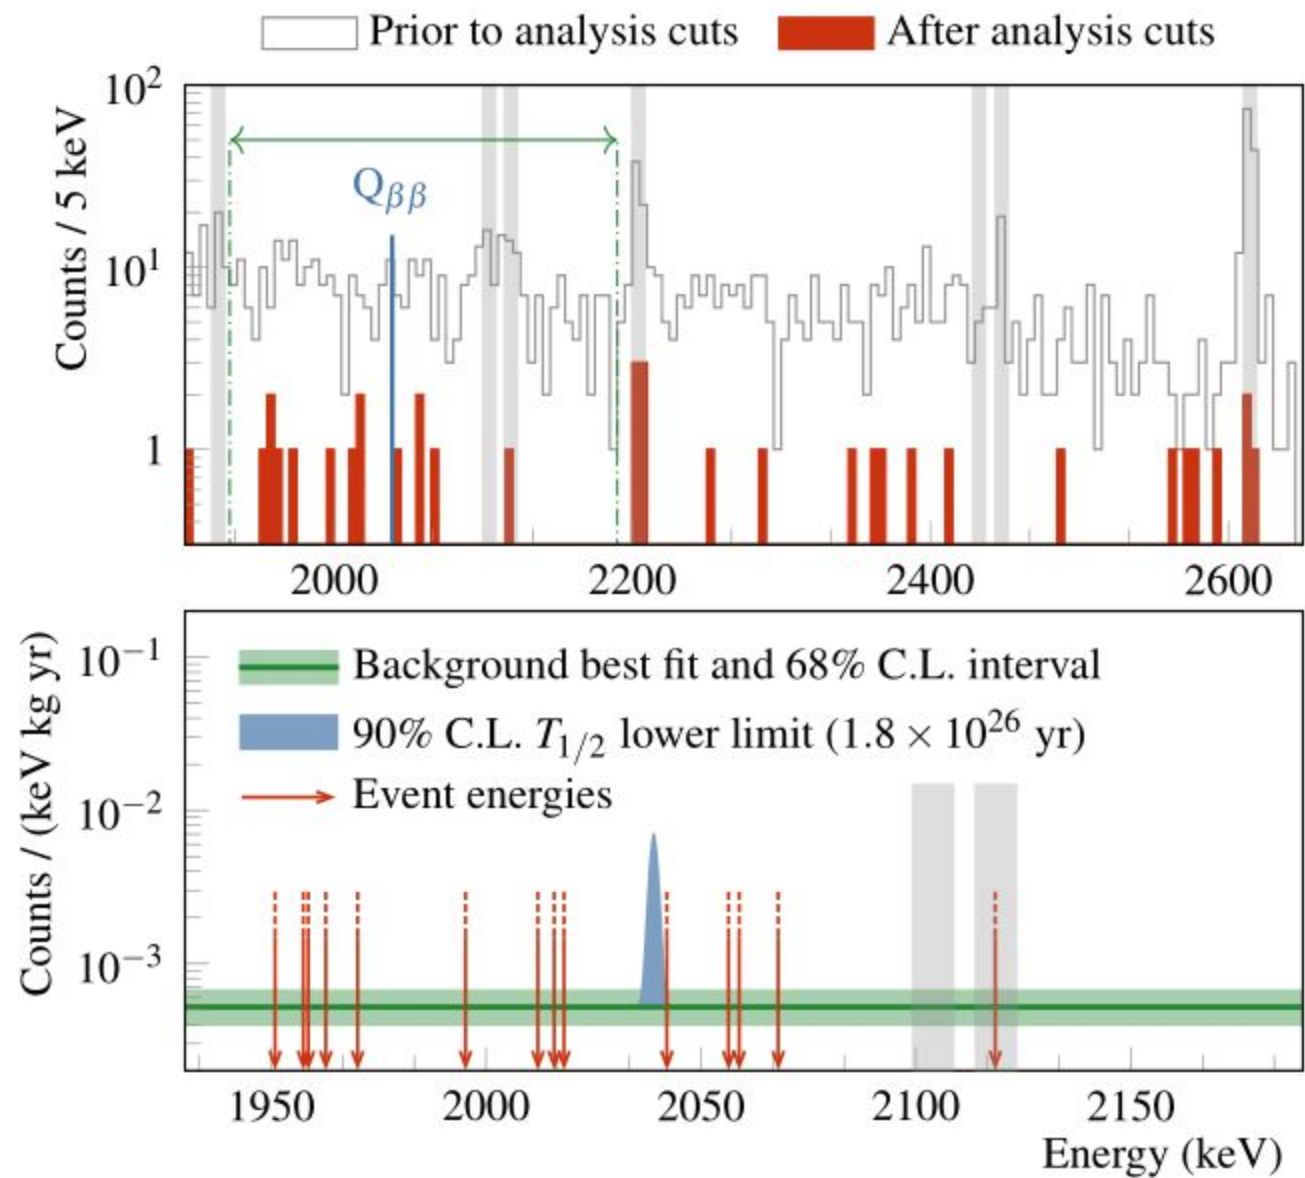 Prior to analysis cuts
After analysis cuts
Counts / 5 keV
10²
10¹
1
Qββ
2000
2200
2400
2600
Counts / (keV kg yr)
10⁻¹
10⁻²
10⁻³
Background best fit and 68% C.L. interval
90% C.L. T1/2 lower limit (1.8 × 10²⁶ yr)
Event energies
1950
2000
2050
2100
2150
Energy (keV)